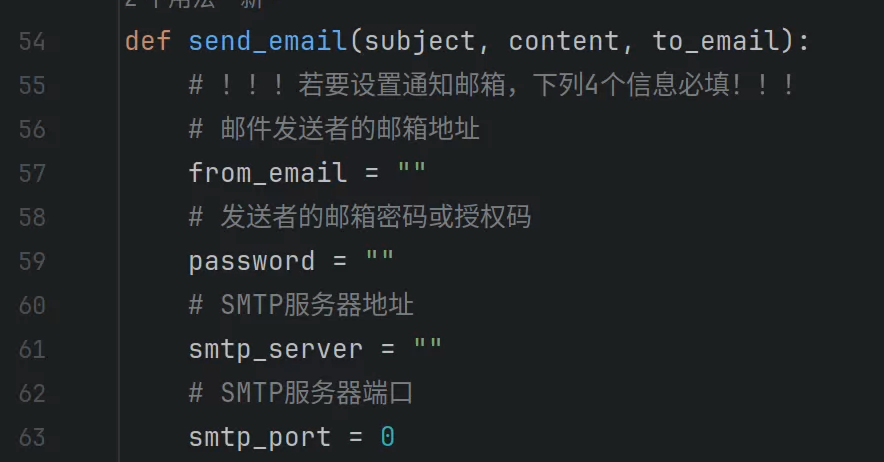 54 def send_email(subject, content, to_email):
55 # ！！！若要设置通知邮箱，下列4个信息必填！！！
56 # 邮件发送者的邮箱地址
57 from_email = ""
58 # 发送者的邮箱密码或授权码
59 password = ""
60 # SMTP服务器地址
61 smtp_server = ""
62 # SMTP服务器端口
63 smtp_port = 0